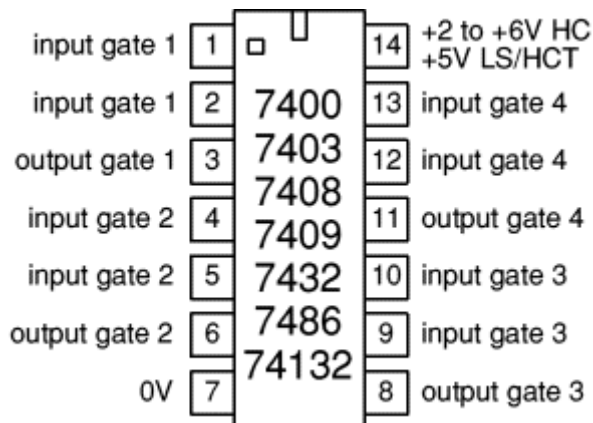 input gate 1 1 14 +2 to +6V HC
+5V LS/HCT
input gate 1 2 13 input gate 4
output gate 1 3 12 input gate 4
input gate 2 4 11 output gate 4
input gate 2 5 10 input gate 3
output gate 2 6 9 input gate 3
0V 7 8 output gate 3
7400
7403
7408
7409
7432
7486
74132